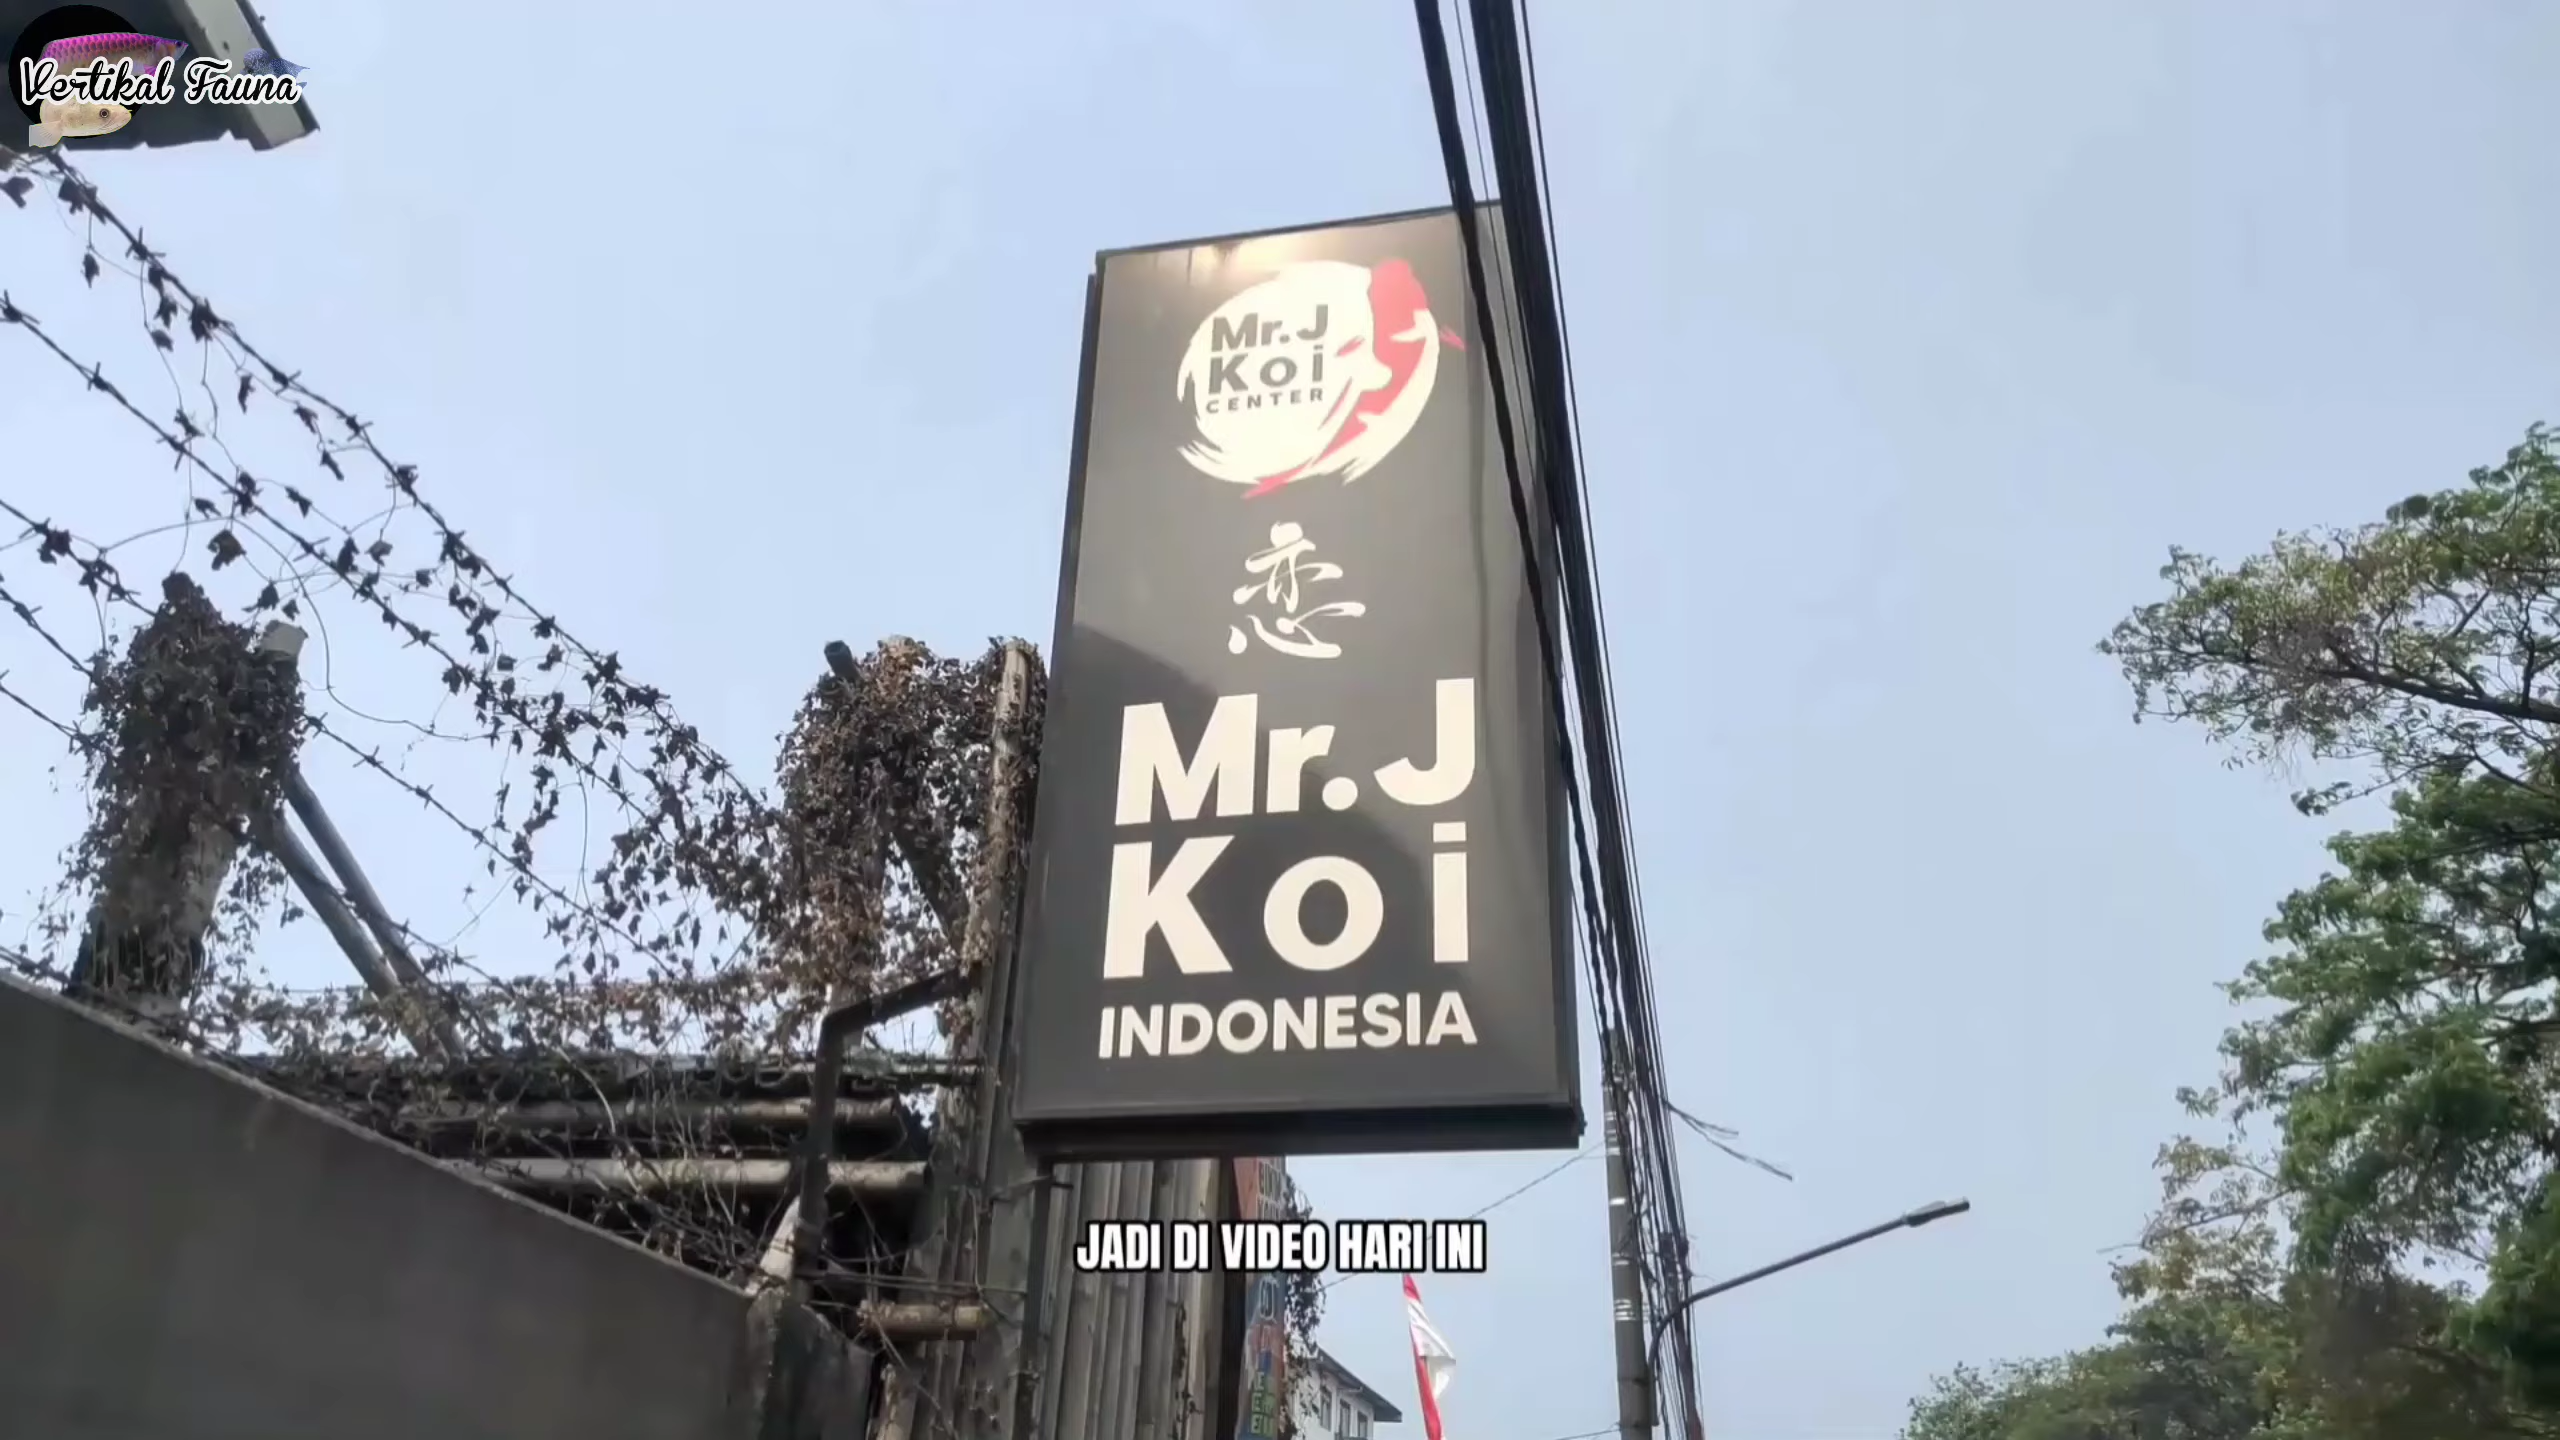 Vertikal Fauna
Mr.J
Koi
CENTER
恋
Mr.J
Koi
INDONESIA
JADI DI VIDEO HARI INI